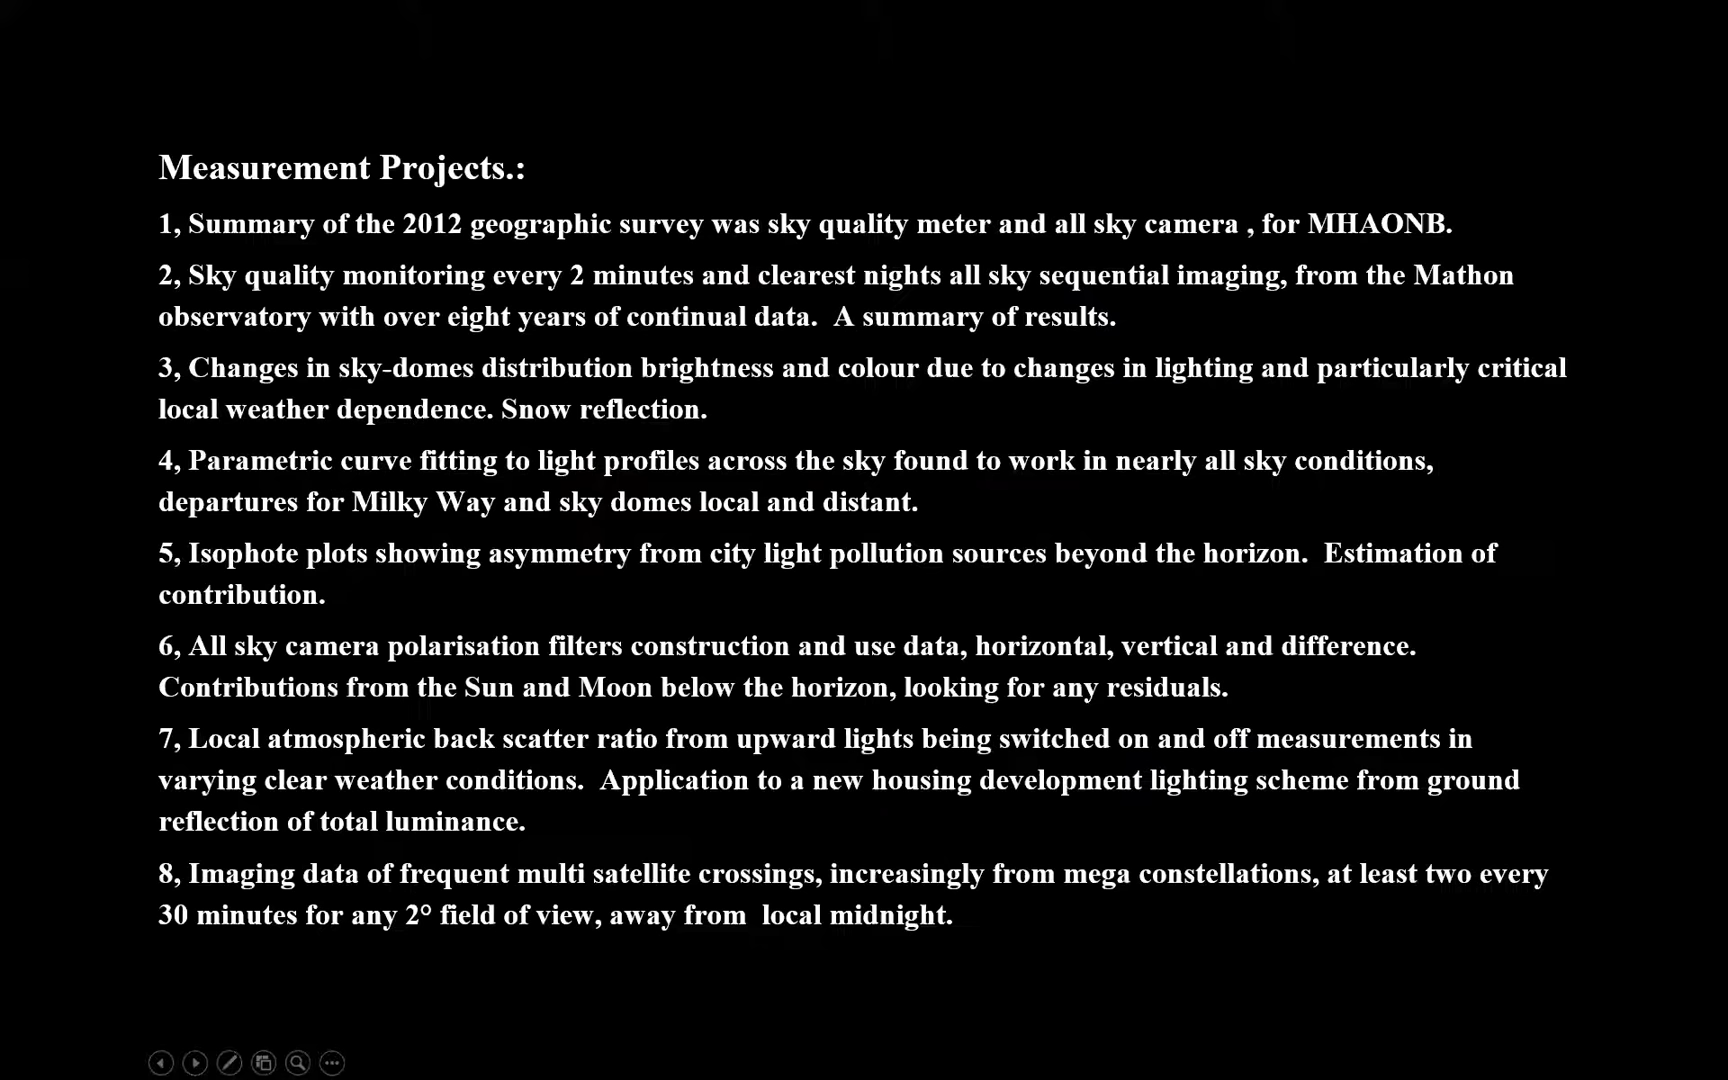 Measurement Projects.:
1, Summary of the 2012 geographic survey was sky quality meter and all sky camera , for MHAONB.
2, Sky quality monitoring every 2 minutes and clearest nights all sky sequential imaging, from the Mathon
observatory with over eight years of continual data.  A summary of results.
3, Changes in sky-domes distribution brightness and colour due to changes in lighting and particularly critical
local weather dependence. Snow reflection.
4, Parametric curve fitting to light profiles across the sky found to work in nearly all sky conditions,
departures for Milky Way and sky domes local and distant.
5, Isophote plots showing asymmetry from city light pollution sources beyond the horizon.  Estimation of
contribution.
6, All sky camera polarisation filters construction and use data, horizontal, vertical and difference.
Contributions from the Sun and Moon below the horizon, looking for any residuals.
7, Local atmospheric back scatter ratio from upward lights being switched on and off measurements in
varying clear weather conditions.  Application to a new housing development lighting scheme from ground
reflection of total luminance.
8, Imaging data of frequent multi satellite crossings, increasingly from mega constellations, at least two every
30 minutes for any 2° field of view, away from  local midnight.